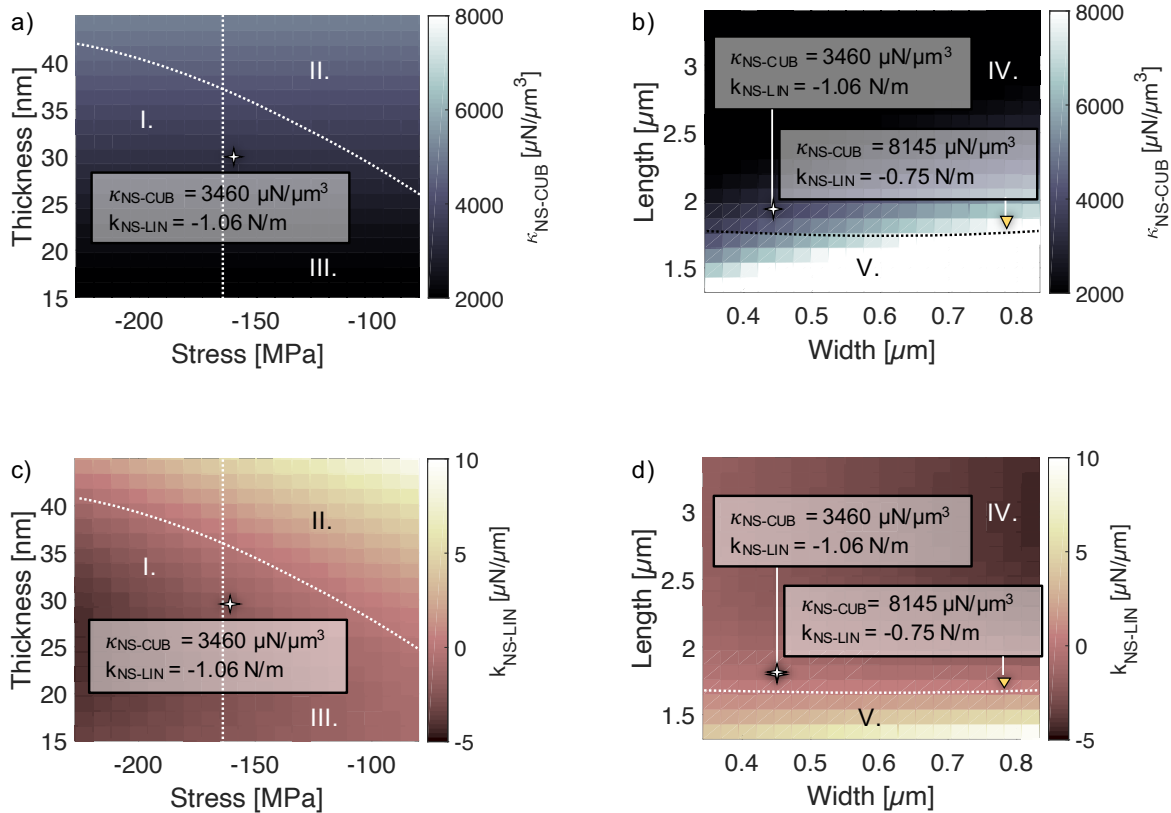 a)
Thickness [nm]
40
35
30
25
20
15
I.
II.
III.
κNS-CUB = 3460 µN/µm³
kNS-LIN = -1.06 N/m
-200
-150
-100
Stress [MPa]
8000
6000
4000
2000
κNS-CUB [µN/µm³]
b)
Length [µm]
3
2.5
2
1.5
κNS-CUB = 3460 µN/µm³
kNS-LIN = -1.06 N/m
IV.
κNS-CUB = 8145 µN/µm³
kNS-LIN = -0.75 N/m
V.
0.4
0.5
0.6
0.7
0.8
Width [µm]
8000
6000
4000
2000
κNS-CUB [µN/µm³]
c)
Thickness [nm]
40
35
30
25
20
15
I.
II.
III.
κNS-CUB = 3460 µN/µm³
kNS-LIN = -1.06 N/m
-200
-150
-100
Stress [MPa]
10
5
0
-5
kNS-LIN [µN/µm]
d)
Length [µm]
3
2.5
2
1.5
κNS-CUB = 3460 µN/µm³
kNS-LIN = -1.06 N/m
IV.
κNS-CUB = 8145 µN/µm³
kNS-LIN = -0.75 N/m
V.
0.4
0.5
0.6
0.7
0.8
Width [µm]
10
5
0
-5
kNS-LIN [µN/µm]